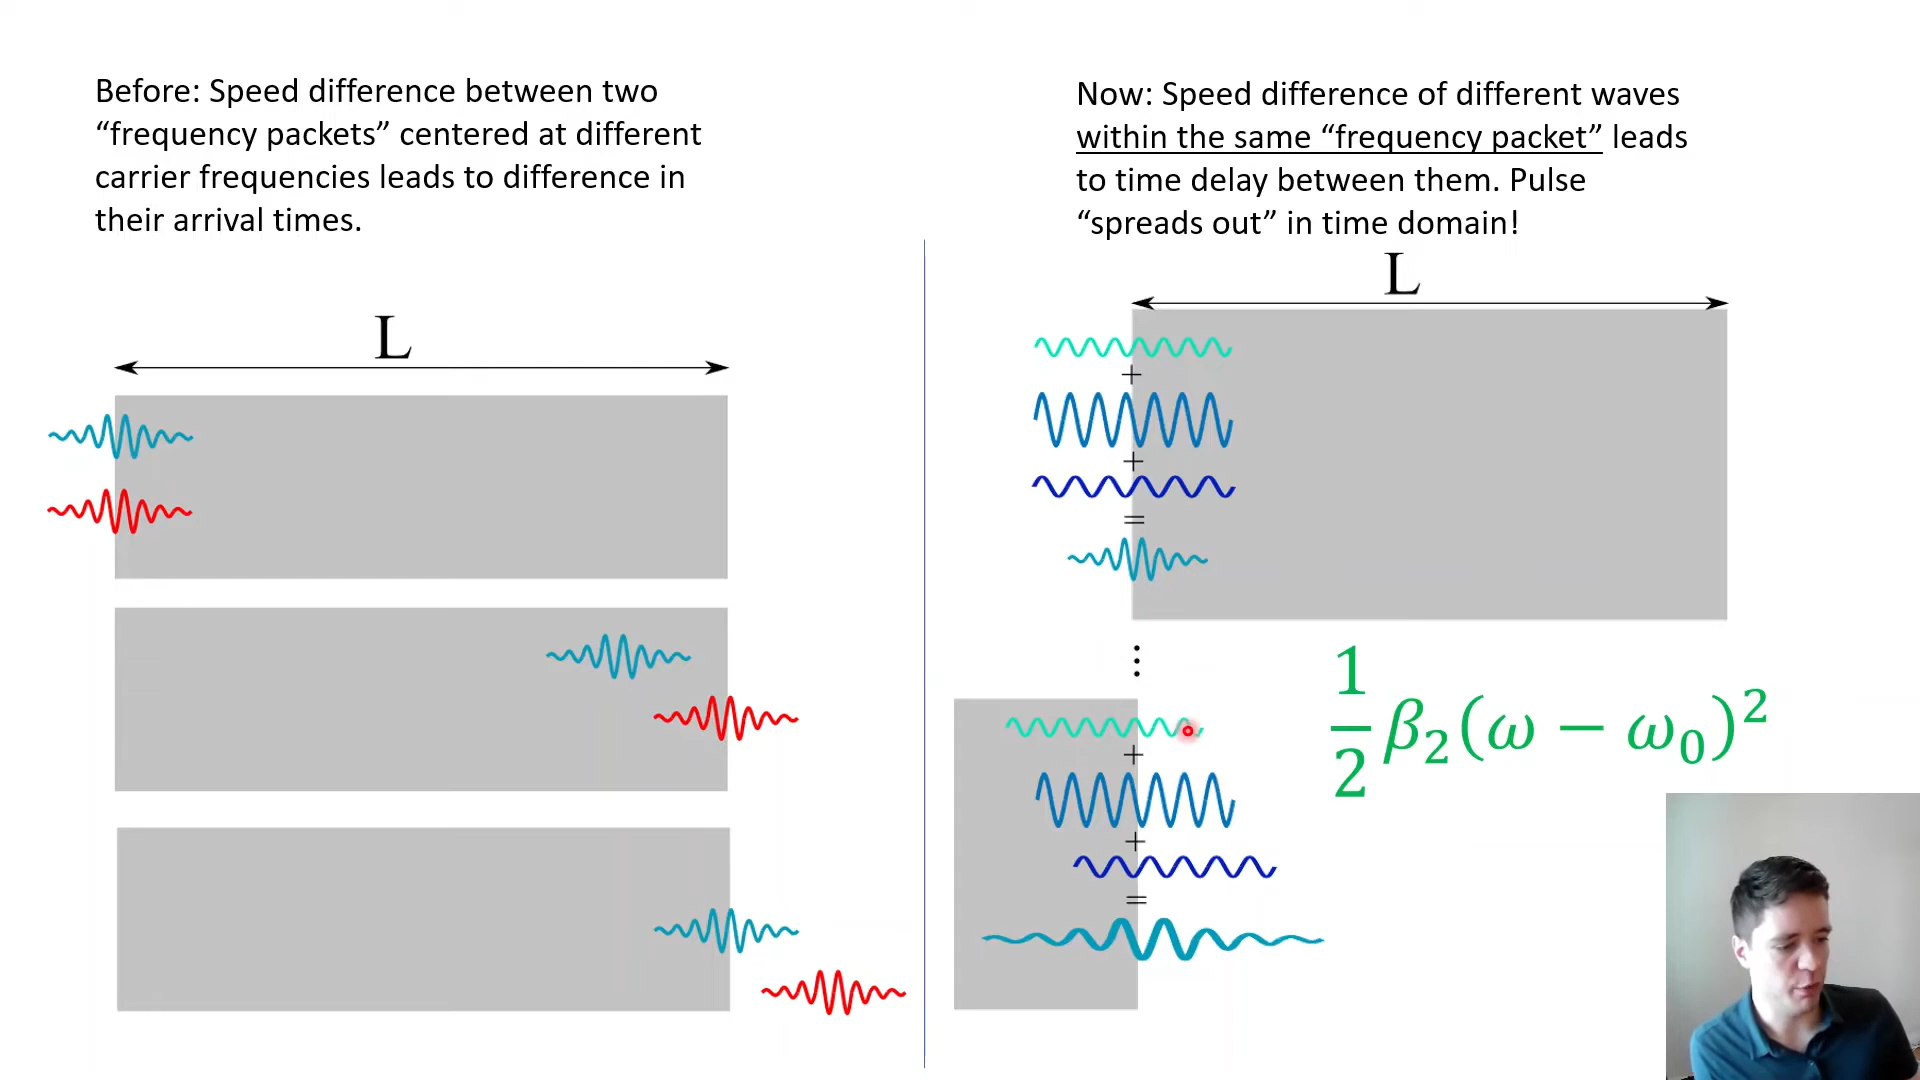 Before: Speed difference between two
“frequency packets” centered at different
carrier frequencies leads to difference in
their arrival times.
L
Now: Speed difference of different waves
within the same “frequency packet” leads
to time delay between them. Pulse
“spreads out” in time domain!
L
+
+
=
⋮
+
+
=
1/2 β₂(ω − ω₀)²